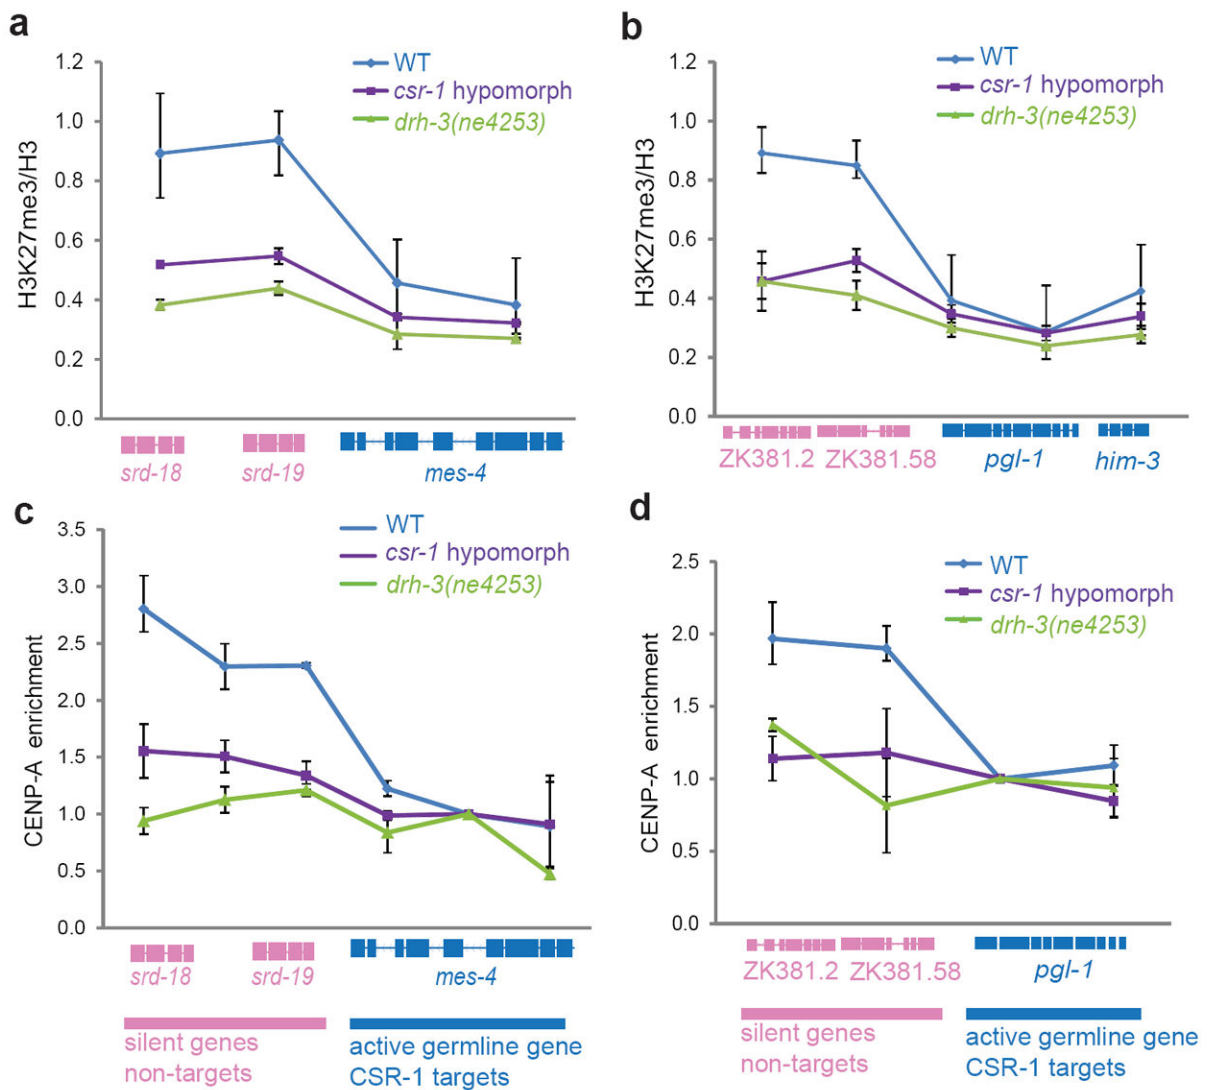 a
1.2
1.0
0.8
0.6
0.4
0.2
0.0
H3K27me3/H3
WT
csr-1 hypomorph
drh-3(ne4253)
srd-18
srd-19
mes-4
b
1.2
1.0
0.8
0.6
0.4
0.2
0.0
H3K27me3/H3
WT
csr-1 hypomorph
drh-3(ne4253)
ZK381.2
ZK381.58
pgl-1
him-3
c
3.5
3.0
2.5
2.0
1.5
1.0
0.5
0.0
CENP-A enrichment
WT
csr-1 hypomorph
drh-3(ne4253)
srd-18
srd-19
mes-4
silent genes
non-targets
active germline gene
CSR-1 targets
d
2.5
2.0
1.5
1.0
0.5
0.0
CENP-A enrichment
WT
csr-1 hypomorph
drh-3(ne4253)
ZK381.2
ZK381.58
pgl-1
silent genes
non-targets
active germline gene
CSR-1 targets